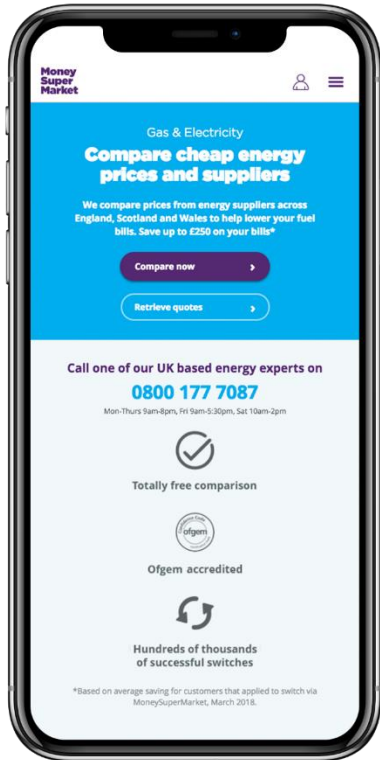 Money
Super
Market
Gas & Electricity
Compare cheap energy
prices and suppliers
We compare prices from energy suppliers across
England, Scotland and Wales to help lower your fuel
bills. Save up to £250 on your bills*
Compare now
Retrieve quotes
Call one of our UK based energy experts on
0800 177 7087
Mon-Thurs 9am-8pm, Fri 9am-5:30pm, Sat 10am-2pm
Totally free comparison
Confidence Code
ofgem
Ofgem accredited
Hundreds of thousands
of successful switches
*Based on average saving for customers that applied to switch via
MoneySuperMarket, March 2018.